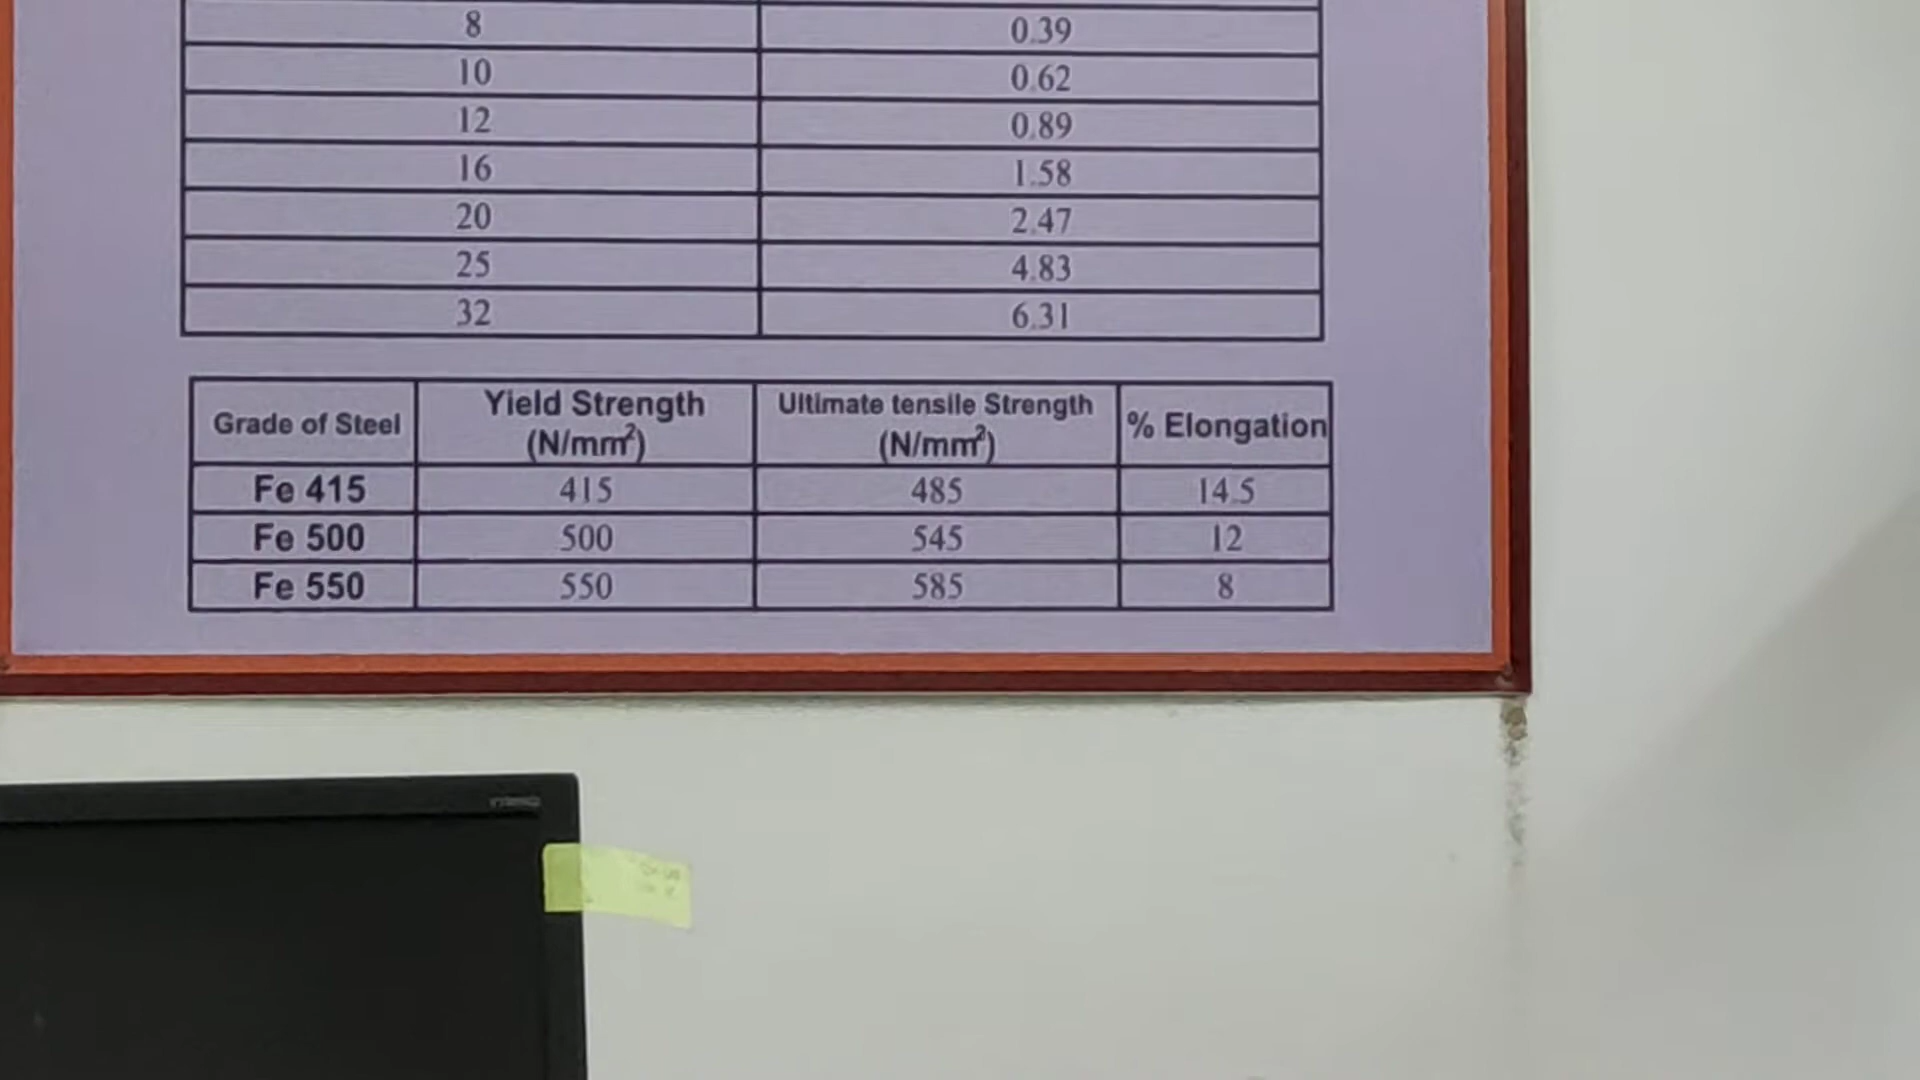 8 0.39
10 0.62
12 0.89
16 1.58
20 2.47
25 4.83
32 6.31
Grade of Steel Yield Strength (N/mm²) Ultimate tensile Strength (N/mm²) % Elongation
Fe 415 415 485 14.5
Fe 500 500 545 12
Fe 550 550 585 8